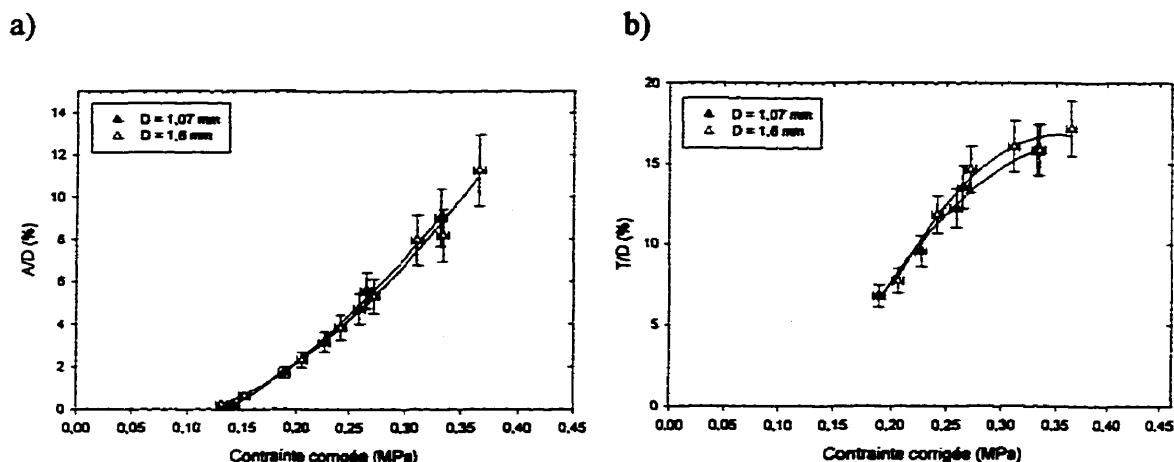 a)
b)
14
12
10
8
6
4
2
0
A/D (%)
▲ D = 1,07 mm
△ D = 1,6 mm
0,00 0,05 0,10 0,15 0,20 0,25 0,30 0,35 0,40 0,45
Contrainte corrigée (MPa)
20
15
10
5
0
T/D (%)
▲ D = 1,07 mm
△ D = 1,6 mm
0,00 0,05 0,10 0,15 0,20 0,25 0,30 0,35 0,40 0,45
Contrainte corrigée (MPa)